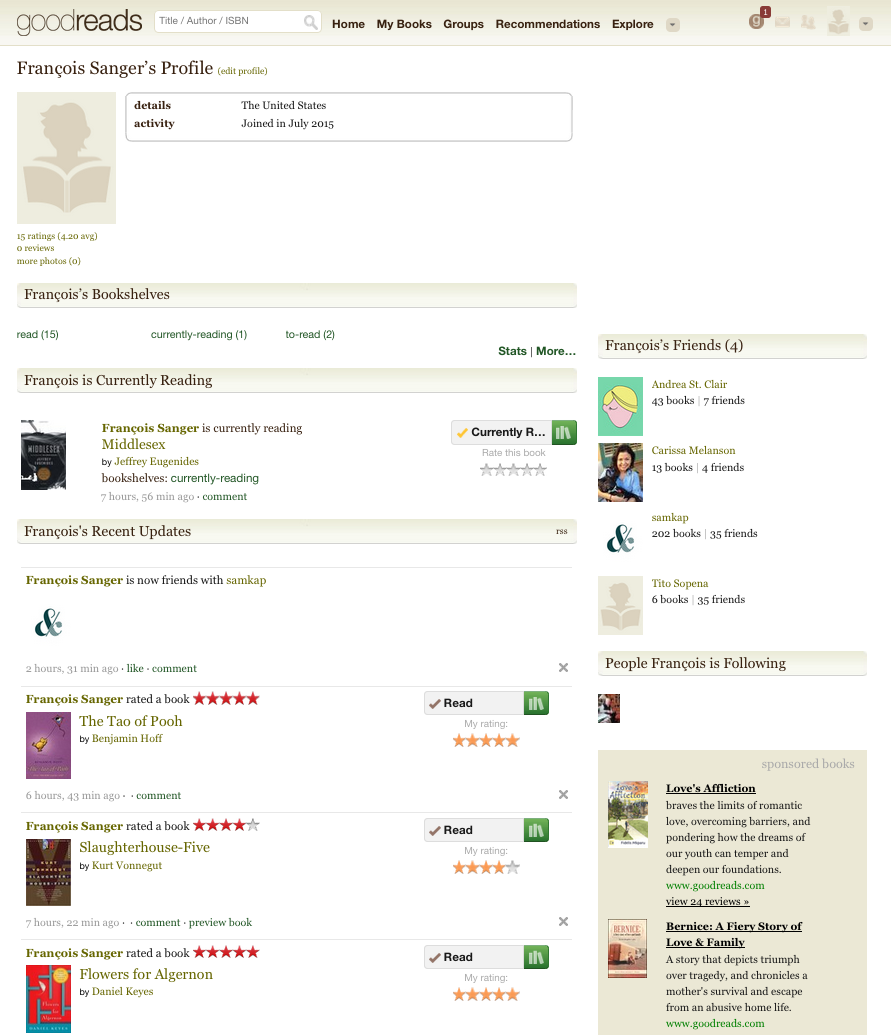 goodreads Title / Author / ISBN Home My Books Groups Recommendations Explore 1
François Sanger's Profile (edit profile)
details The United States
activity Joined in July 2015
15 ratings (4.20 avg)
0 reviews
more photos (0)
François's Bookshelves
read (15) currently-reading (1) to-read (2)
Stats | More...
François is Currently Reading
MIDDLESEX
François Sanger is currently reading
Middlesex
by Jeffrey Eugenides
bookshelves: currently-reading
7 hours, 56 min ago · comment
Currently R...
Rate this book
François's Recent Updates rss
François Sanger is now friends with samkap
&
2 hours, 31 min ago · like · comment
François Sanger rated a book
The Tao of Pooh
by Benjamin Hoff
Read
My rating:
6 hours, 43 min ago · · comment
François Sanger rated a book
Slaughterhouse-Five
by Kurt Vonnegut
Read
My rating:
7 hours, 22 min ago · · comment · preview book
François Sanger rated a book
Flowers for Algernon
by Daniel Keyes
Flowers
for
Algernon
DANIEL KEYES
Read
My rating:
François's Friends (4)
Andrea St. Clair
43 books | 7 friends
Carissa Melanson
13 books | 4 friends
&
samkap
202 books | 35 friends
Tito Sopena
6 books | 35 friends
People François is Following
sponsored books
Love's Affliction
braves the limits of romantic
love, overcoming barriers, and
pondering how the dreams of
our youth can temper and
deepen our foundations.
www.goodreads.com
view 24 reviews »
BERNICE
Bernice: A Fiery Story of
Love & Family
A story that depicts triumph
over tragedy, and chronicles a
mother's survival and escape
from an abusive home life.
www.goodreads.com